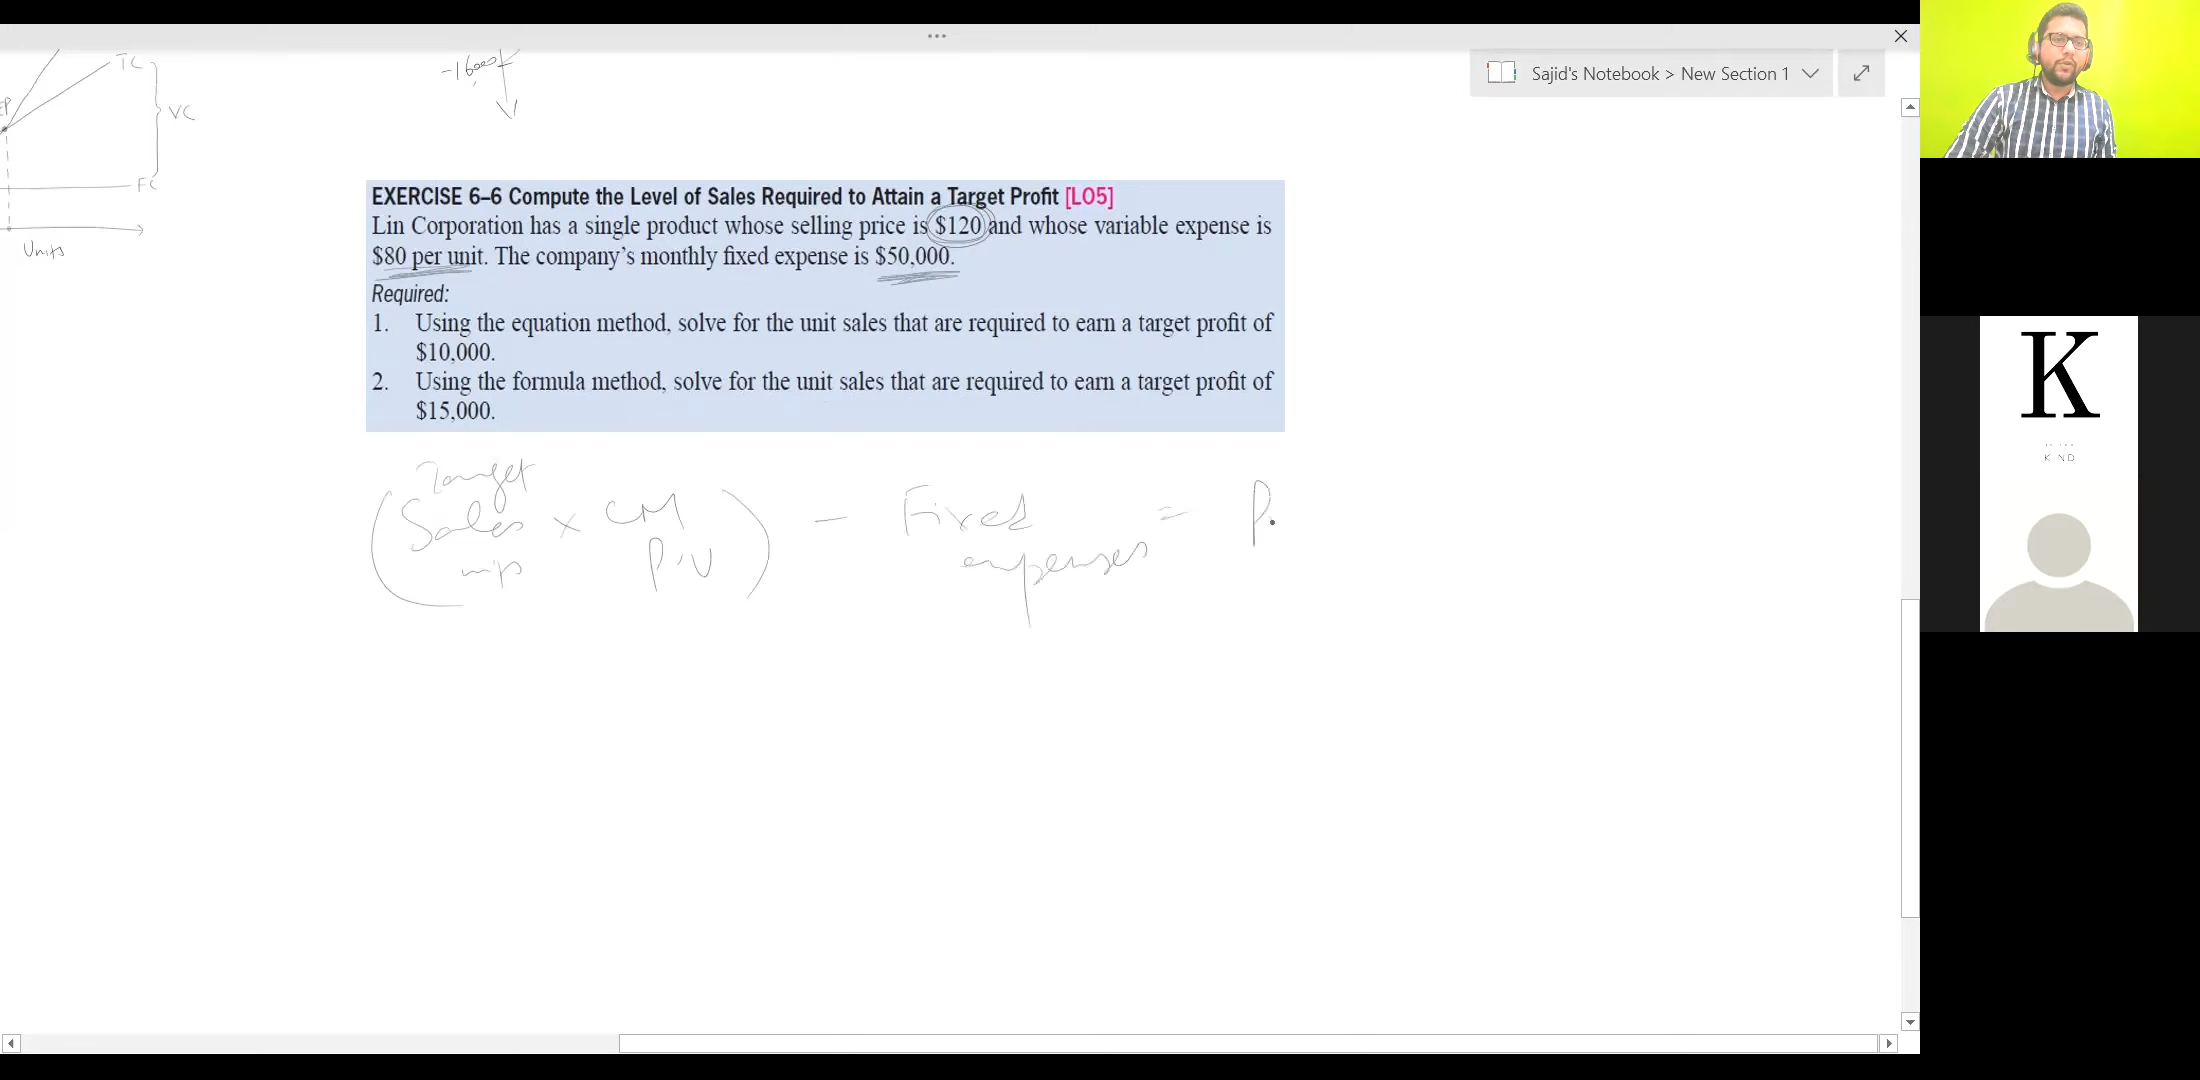 ...
Sajid's Notebook > New Section 1
TC
-16000
VC
FC
Units
EXERCISE 6–6 Compute the Level of Sales Required to Attain a Target Profit [LO5]
Lin Corporation has a single product whose selling price is $120 and whose variable expense is
$80 per unit. The company’s monthly fixed expense is $50,000.
Required:
1. Using the equation method, solve for the unit sales that are required to earn a target profit of
$10,000.
2. Using the formula method, solve for the unit sales that are required to earn a target profit of
$15,000.
Target
(Sales × CM) – Fixed = P.
P.U expenses
K
K ND